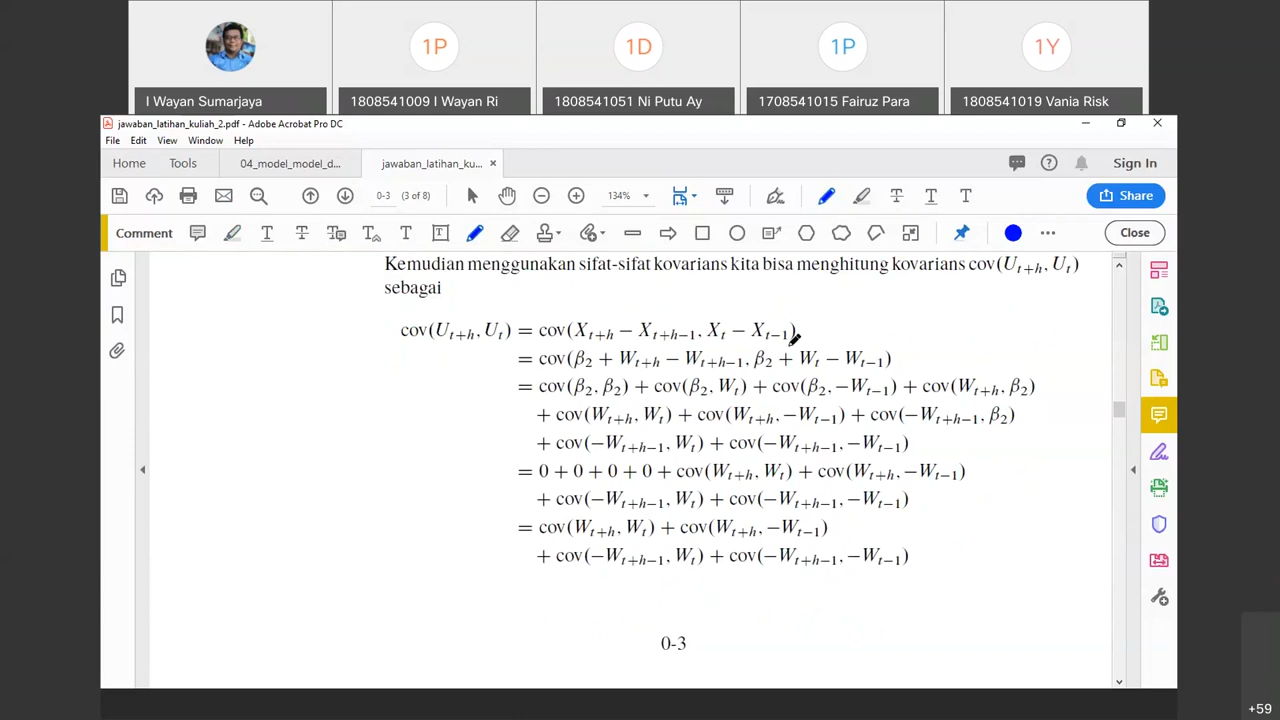 1P
1D
1P
1Y
I Wayan Sumarjaya
1808541009 I Wayan Ri
1808541051 Ni Putu Ay
1708541015 Fairuz Para
1808541019 Vania Risk
jawaban_latihan_kuliah_2.pdf - Adobe Acrobat Pro DC
File Edit View Window Help
Home Tools 04_model_model_d... jawaban_latihan_ku... × Sign In
0-3 (3 of 8) 134% Share
Comment Close
Kemudian menggunakan sifat-sifat kovarians kita bisa menghitung kovarians cov(U_{t+h}, U_t)
sebagai
cov(U_{t+h}, U_t) = cov(X_{t+h} − X_{t+h−1}, X_t − X_{t−1})
= cov(β_2 + W_{t+h} − W_{t+h−1}, β_2 + W_t − W_{t−1})
= cov(β_2, β_2) + cov(β_2, W_t) + cov(β_2, −W_{t−1}) + cov(W_{t+h}, β_2)
+ cov(W_{t+h}, W_t) + cov(W_{t+h}, −W_{t−1}) + cov(−W_{t+h−1}, β_2)
+ cov(−W_{t+h−1}, W_t) + cov(−W_{t+h−1}, −W_{t−1})
= 0 + 0 + 0 + 0 + cov(W_{t+h}, W_t) + cov(W_{t+h}, −W_{t−1})
+ cov(−W_{t+h−1}, W_t) + cov(−W_{t+h−1}, −W_{t−1})
= cov(W_{t+h}, W_t) + cov(W_{t+h}, −W_{t−1})
+ cov(−W_{t+h−1}, W_t) + cov(−W_{t+h−1}, −W_{t−1})
0-3
+59